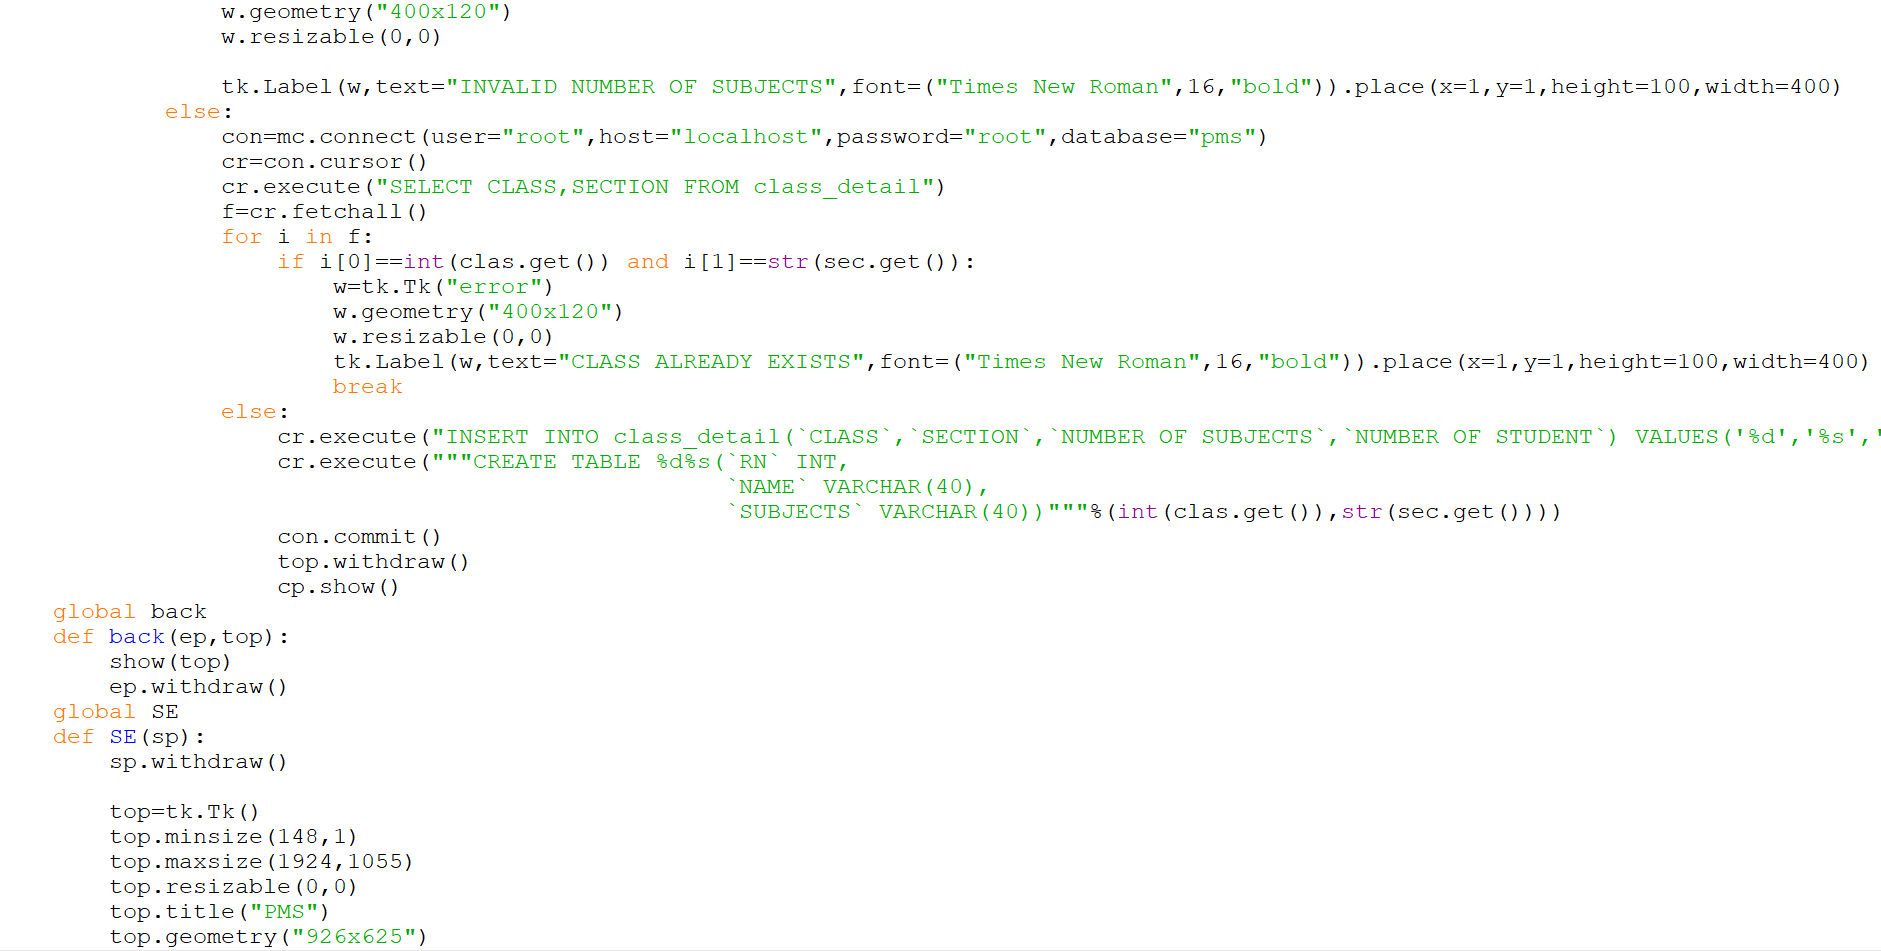 w.geometry("400x120")
w.resizable(0,0)
tk.Label(w,text="INVALID NUMBER OF SUBJECTS",font=("Times New Roman",16,"bold")).place(x=1,y=1,height=100,width=400)
else:
con=mc.connect(user="root",host="localhost",password="root",database="pms")
cr=con.cursor()
cr.execute("SELECT CLASS,SECTION FROM class_detail")
f=cr.fetchall()
for i in f:
if i[0]==int(clas.get()) and i[1]==str(sec.get()):
w=tk.Tk("error")
w.geometry("400x120")
w.resizable(0,0)
tk.Label(w,text="CLASS ALREADY EXISTS",font=("Times New Roman",16,"bold")).place(x=1,y=1,height=100,width=400)
break
else:
cr.execute("INSERT INTO class_detail(`CLASS`,`SECTION`,`NUMBER OF SUBJECTS`,`NUMBER OF STUDENT`) VALUES('%d','%s','
cr.execute("""CREATE TABLE %d%s(`RN` INT,
`NAME` VARCHAR(40),
`SUBJECTS` VARCHAR(40))"""%(int(clas.get()),str(sec.get())))
con.commit()
top.withdraw()
cp.show()
global back
def back(ep,top):
show(top)
ep.withdraw()
global SE
def SE(sp):
sp.withdraw()
top=tk.Tk()
top.minsize(148,1)
top.maxsize(1924,1055)
top.resizable(0,0)
top.title("PMS")
top.geometry("926x625")